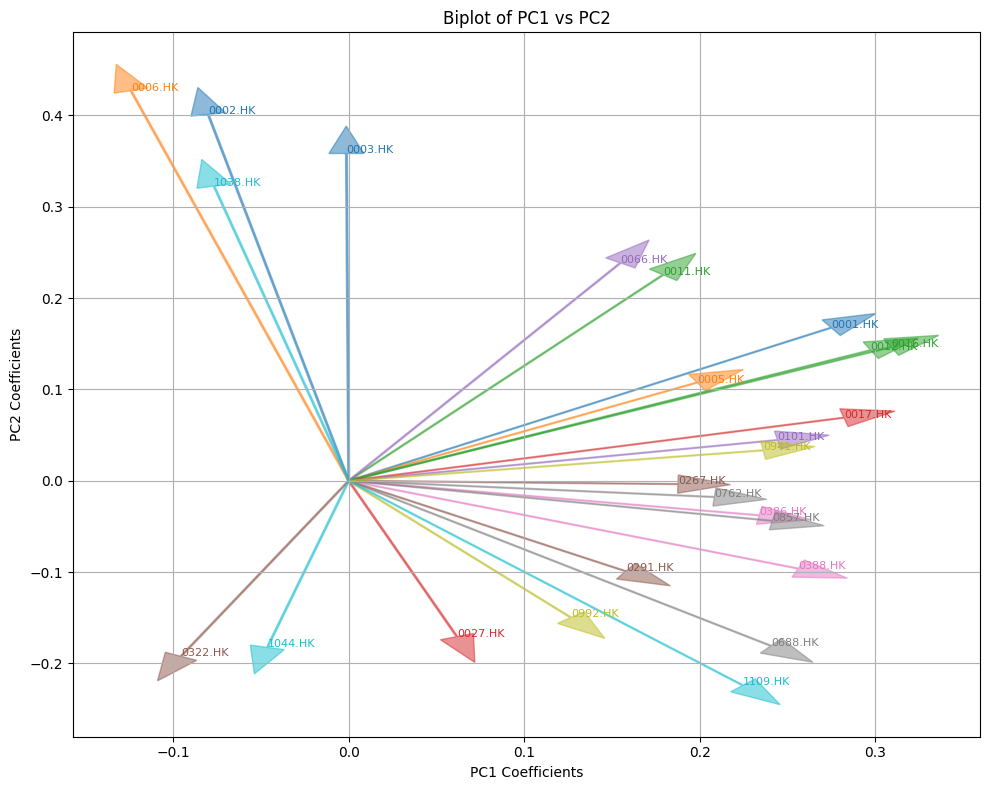 Biplot of PC1 vs PC2
0006.HK
0002.HK
0003.HK
1038.HK
0066.HK
0011.HK
0001.HK
0012.HK
0016.HK
0005.HK
0017.HK
0101.HK
0941.HK
0267.HK
0762.HK
0386.HK
0857.HK
0291.HK
0388.HK
0992.HK
0027.HK
0688.HK
1044.HK
0322.HK
1109.HK
PC2 Coefficients
0.4
0.3
0.2
0.1
0.0
−0.1
−0.2
−0.1
0.0
0.1
0.2
0.3
PC1 Coefficients